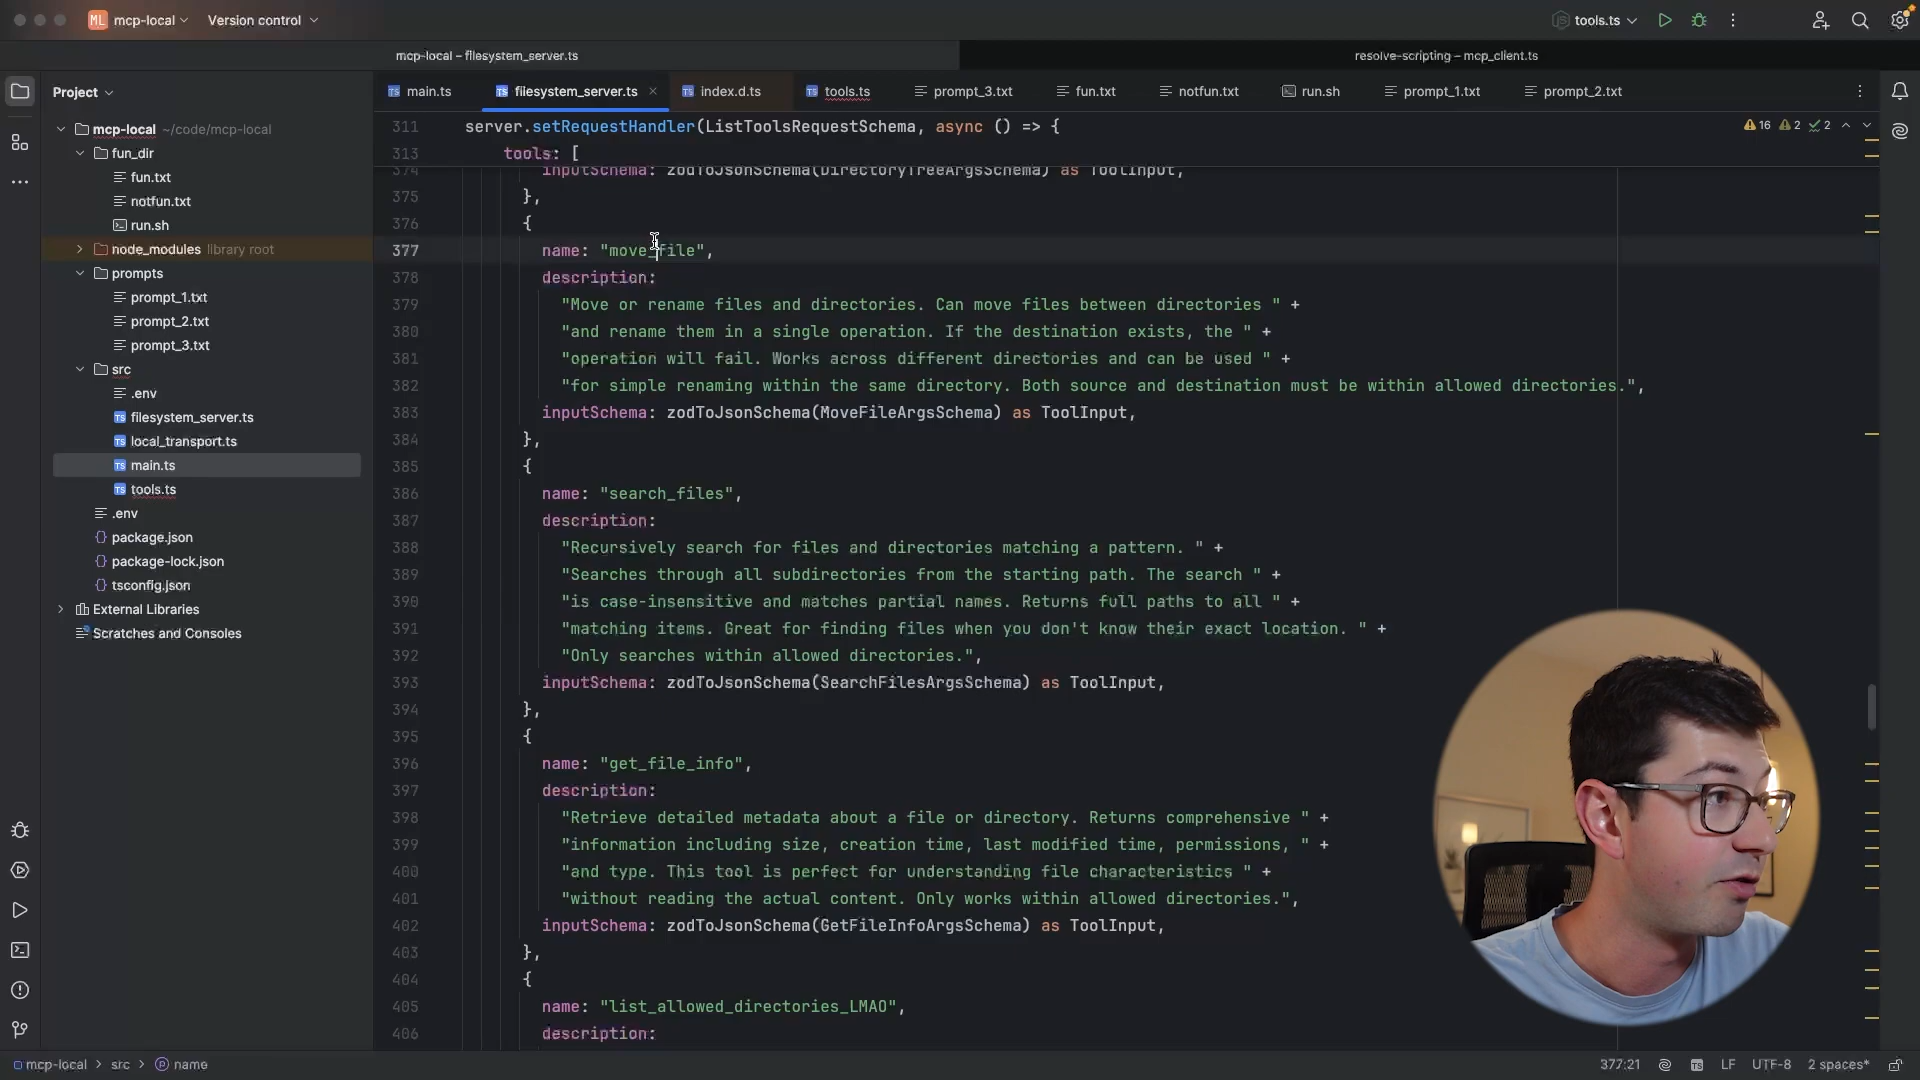 ML mcp-local
Version control
tools.ts
mcp-local – filesystem_server.ts
resolve-scripting – mcp_client.ts
Project
main.ts
filesystem_server.ts
index.d.ts
tools.ts
prompt_3.txt
fun.txt
notfun.txt
run.sh
prompt_1.txt
prompt_2.txt
mcp-local ~/code/mcp-local
fun_dir
fun.txt
notfun.txt
run.sh
node_modules library root
prompts
prompt_1.txt
prompt_2.txt
prompt_3.txt
src
.env
filesystem_server.ts
local_transport.ts
main.ts
tools.ts
.env
package.json
package-lock.json
tsconfig.json
External Libraries
Scratches and Consoles
16 2 2
311 server.setRequestHandler(ListToolsRequestSchema, async () => {
313 tools: [
374 inputSchema: zodToJsonSchema(DirectoryTreeArgsSchema) as ToolInput,
375 },
376 {
377 name: "move_file",
378 description:
379 "Move or rename files and directories. Can move files between directories " +
380 "and rename them in a single operation. If the destination exists, the " +
381 "operation will fail. Works across different directories and can be used " +
382 "for simple renaming within the same directory. Both source and destination must be within allowed directories.",
383 inputSchema: zodToJsonSchema(MoveFileArgsSchema) as ToolInput,
384 },
385 {
386 name: "search_files",
387 description:
388 "Recursively search for files and directories matching a pattern. " +
389 "Searches through all subdirectories from the starting path. The search " +
390 "is case-insensitive and matches partial names. Returns full paths to all " +
391 "matching items. Great for finding files when you don't know their exact location. " +
392 "Only searches within allowed directories.",
393 inputSchema: zodToJsonSchema(SearchFilesArgsSchema) as ToolInput,
394 },
395 {
396 name: "get_file_info",
397 description:
398 "Retrieve detailed metadata about a file or directory. Returns comprehensive " +
399 "information including size, creation time, last modified time, permissions, " +
400 "and type. This tool is perfect for understanding file characteristics " +
401 "without reading the actual content. Only works within allowed directories.",
402 inputSchema: zodToJsonSchema(GetFileInfoArgsSchema) as ToolInput,
403 },
404 {
405 name: "list_allowed_directories_LMAO",
406 description:
mcp-local > src > name
377:21
LF
UTF-8
2 spaces*